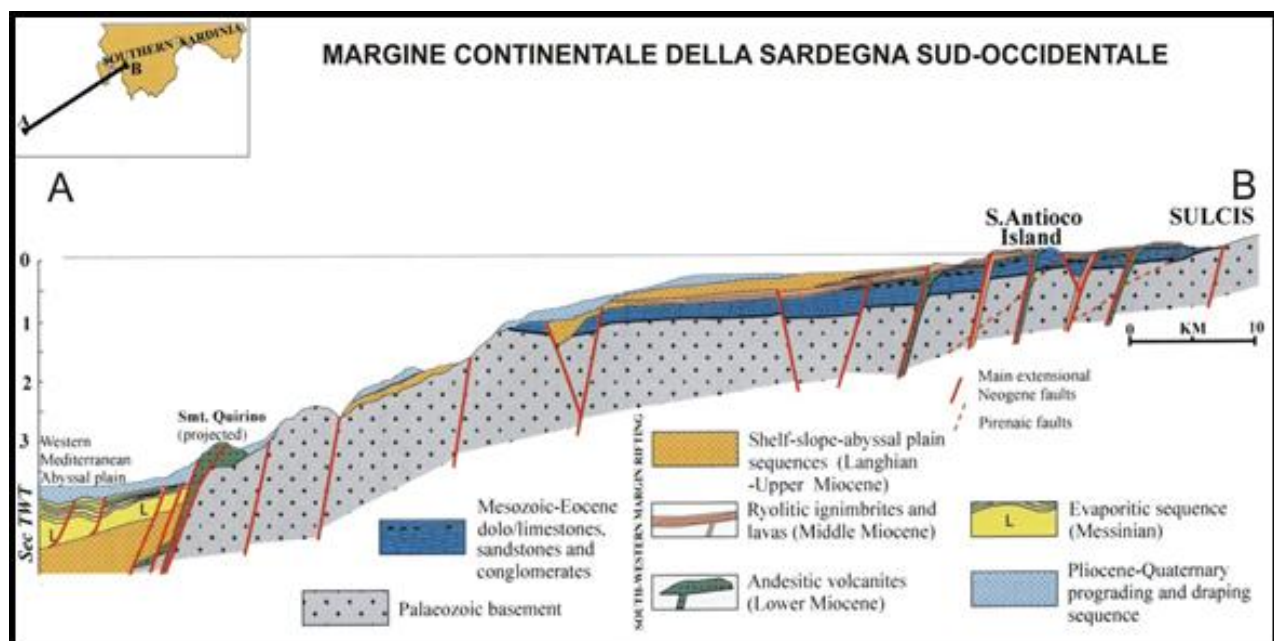 SOUTHERN SARDINIA
B
A
MARGINE CONTINENTALE DELLA SARDEGNA SUD-OCCIDENTALE
A
B
S.Antioco
Island
SULCIS
0
1
2
3
Sec TWT
0 KM 10
Main extensional
Neogene faults
Pirenaic faults
Smt. Quirino
(projected)
Western
Mediterranean
Abyssal plain
L
L
L
Mesozoic-Eocene
dolo/limestones,
sandstones and
conglomerates
Palaeozoic basement
SOUTH-WESTERN MARGIN RIFTING
Shelf-slope-abyssal plain
sequences (Langhian
-Upper Miocene)
Ryolitic ignimbrites and
lavas (Middle Miocene)
Andesitic volcanites
(Lower Miocene)
L
Evaporitic sequence
(Messinian)
Pliocene-Quaternary
prograding and draping
sequence